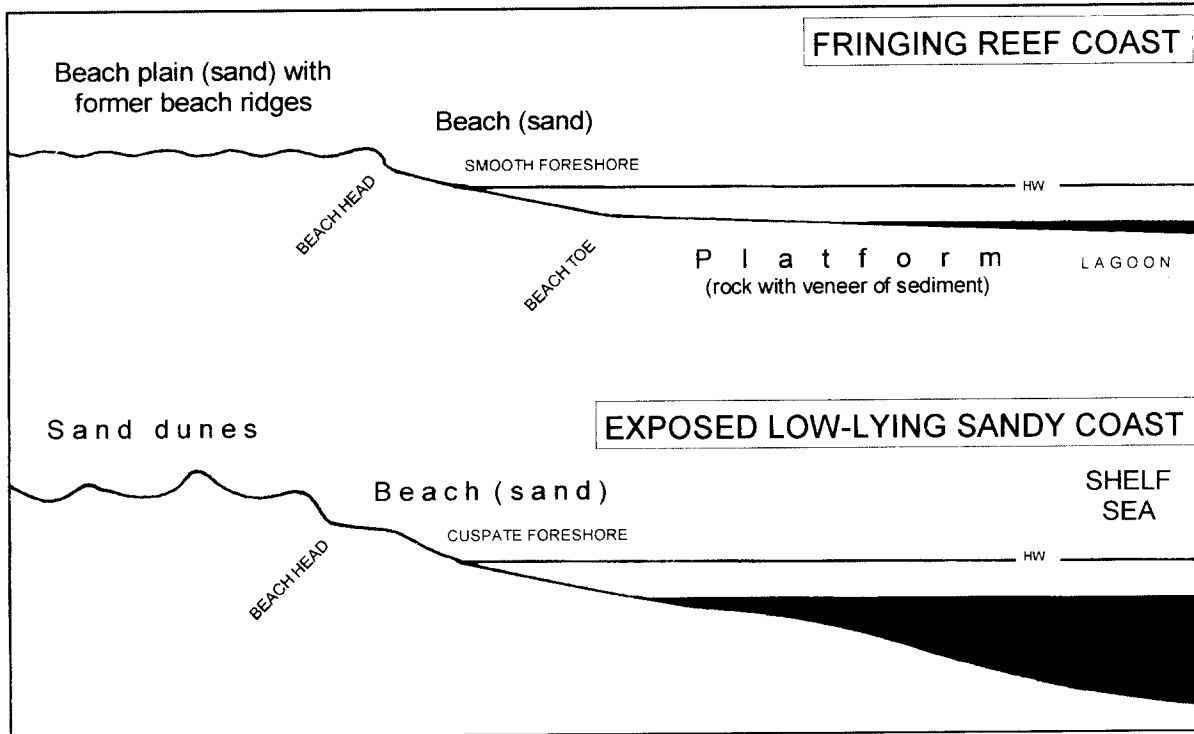 FRINGING REEF COAST
Beach plain (sand) with
former beach ridges
Beach (sand)
SMOOTH FORESHORE
HW
BEACH HEAD
BEACH TOE
Platform
(rock with veneer of sediment)
LAGOON
EXPOSED LOW-LYING SANDY COAST
Sand dunes
Beach (sand)
SHELF
SEA
CUSPATE FORESHORE
HW
BEACH HEAD